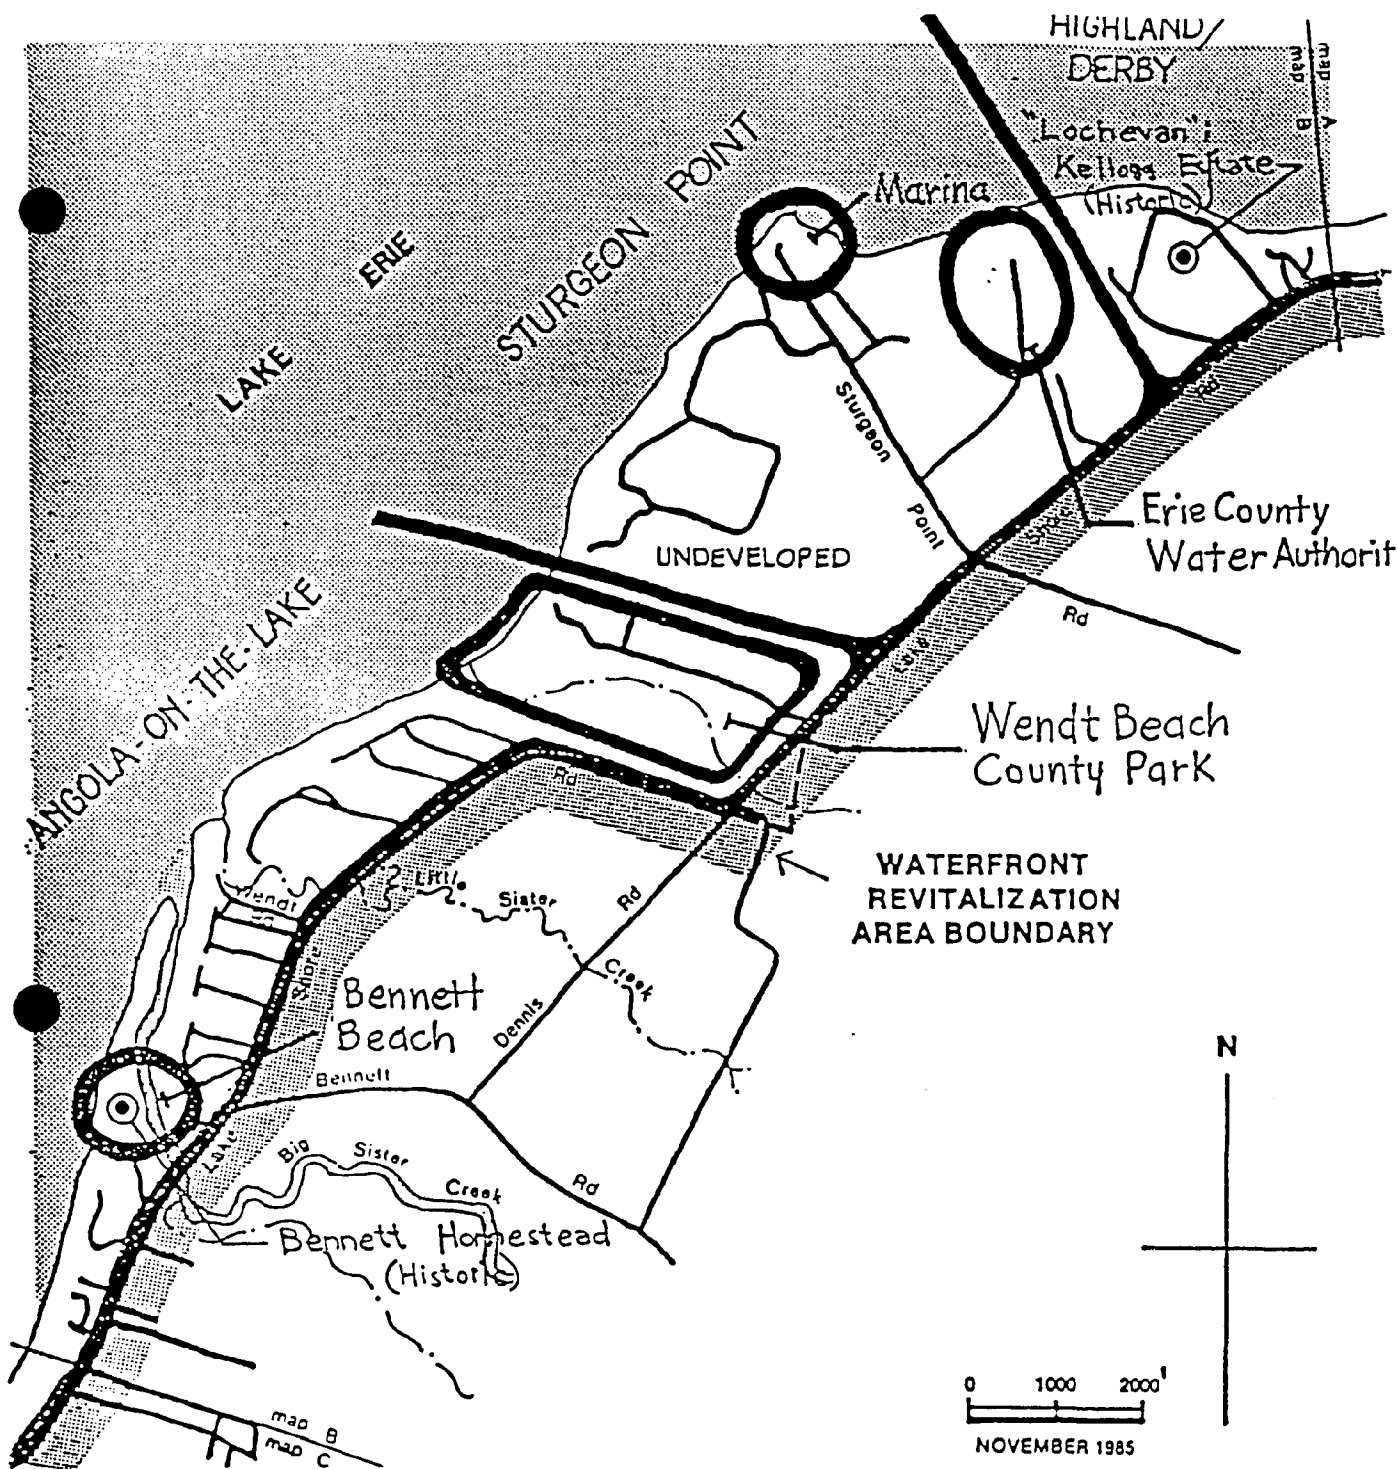 HIGHLAND/
DERBY
map
B
map
A
"Lochevan";
Kellogg Estate
(Historic)
Marina
STURGEON POINT
LAKE ERIE
Sturgeon
Point
Rd
Rd
Shore
Lake
Erie County
Water Authorit
UNDEVELOPED
ANGOLA-ON-THE-LAKE
Wendt Beach
County Park
Rd
WATERFRONT
REVITALIZATION
AREA BOUNDARY
Wendt
Little
Sister
Creek
Rd
Dennis
Shore
Bennett
Beach
Bennett
Rd
Lake
Big
Sister
Creek
Bennett Homestead
(Historic)
N
0 1000 2000'
NOVEMBER 1985
map B
map C